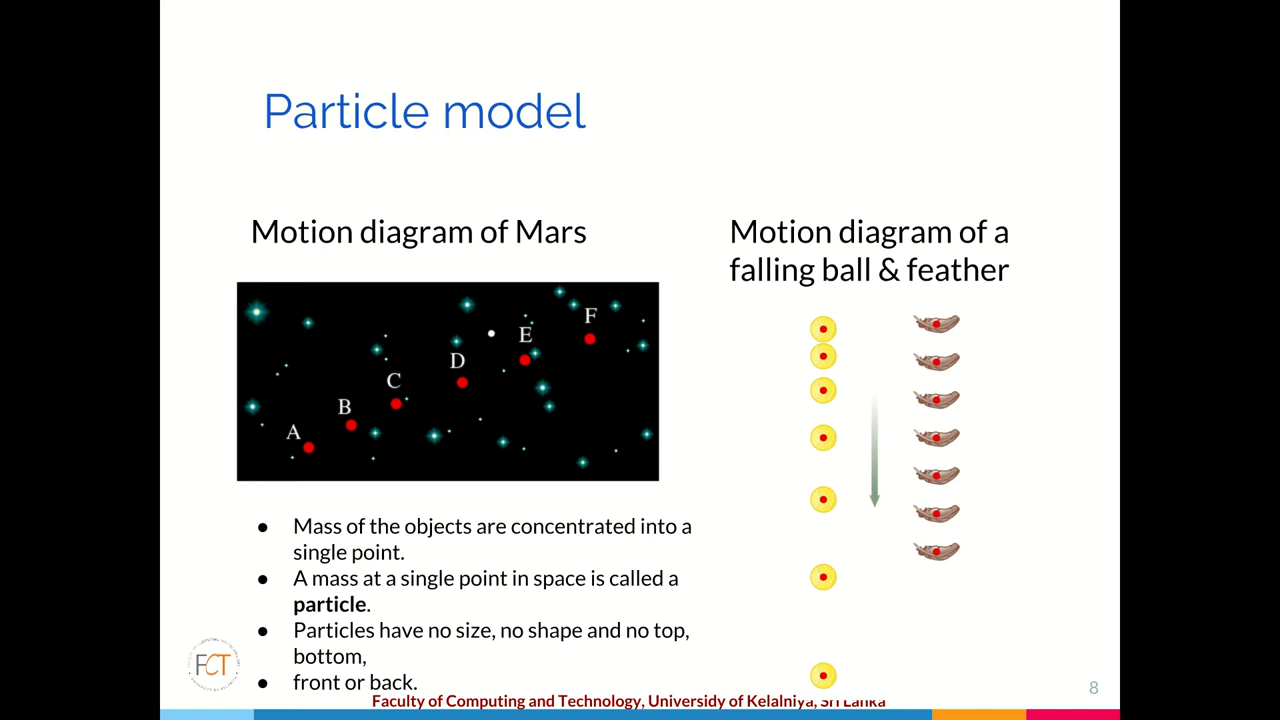 Particle model
Motion diagram of Mars
Motion diagram of a
falling ball & feather
A
B
C
D
E
F
● Mass of the objects are concentrated into a
single point.
● A mass at a single point in space is called a
particle.
● Particles have no size, no shape and no top,
bottom,
● front or back.
FCT
Faculty of Computing and Technology, Universidy of Kelalniya, Sri Lanka
8